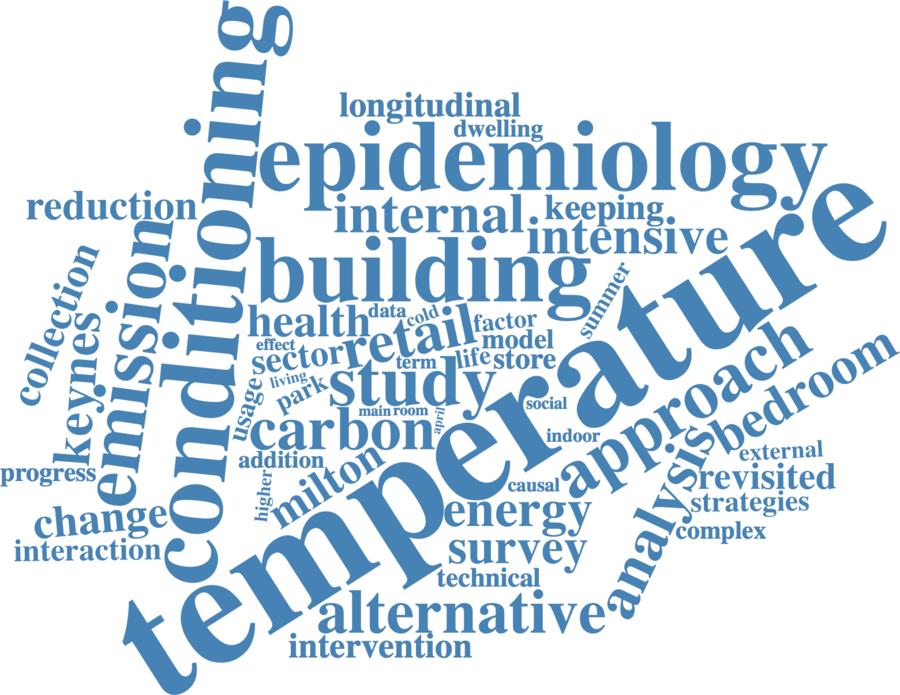 conditioning
longitudinal
dwelling
epidemiology
reduction
internal
keeping
intensive
temperature
emission
building
collection
keynes
summer
health
data
cold
retail
factor
model
effect
sector
term
life
store
living
park
study
usage
main
room
april
social
approach
bedroom
carbon
indoor
addition
milton
analysis
external
progress
higher
causal
revisited
strategies
change
energy
complex
interaction
survey
technical
alternative
intervention